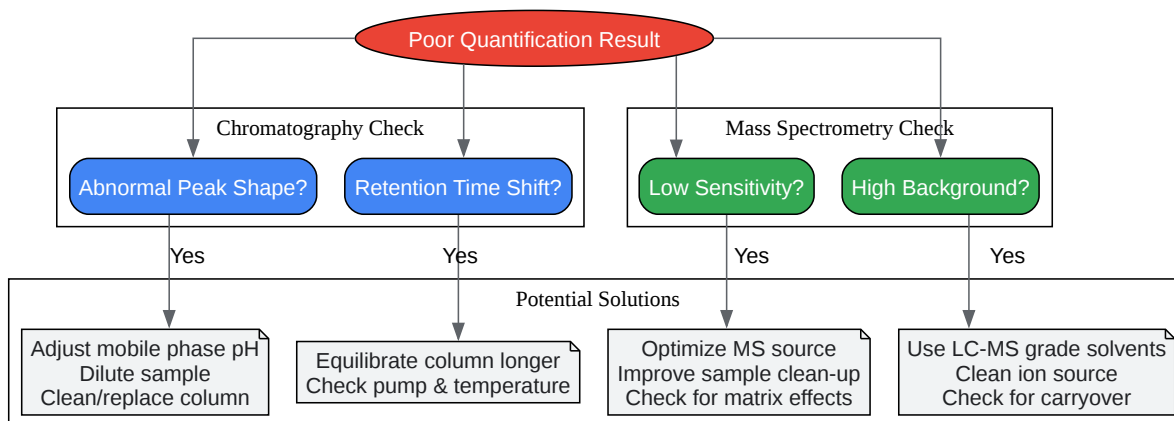 Poor Quantification Result
Chromatography Check
Mass Spectrometry Check
Abnormal Peak Shape?
Retention Time Shift?
Low Sensitivity?
High Background?
Yes
Yes
Yes
Yes
Potential Solutions
Adjust mobile phase pH
Dilute sample
Clean/replace column
Equilibrate column longer
Check pump & temperature
Optimize MS source
Improve sample clean-up
Check for matrix effects
Use LC-MS grade solvents
Clean ion source
Check for carryover